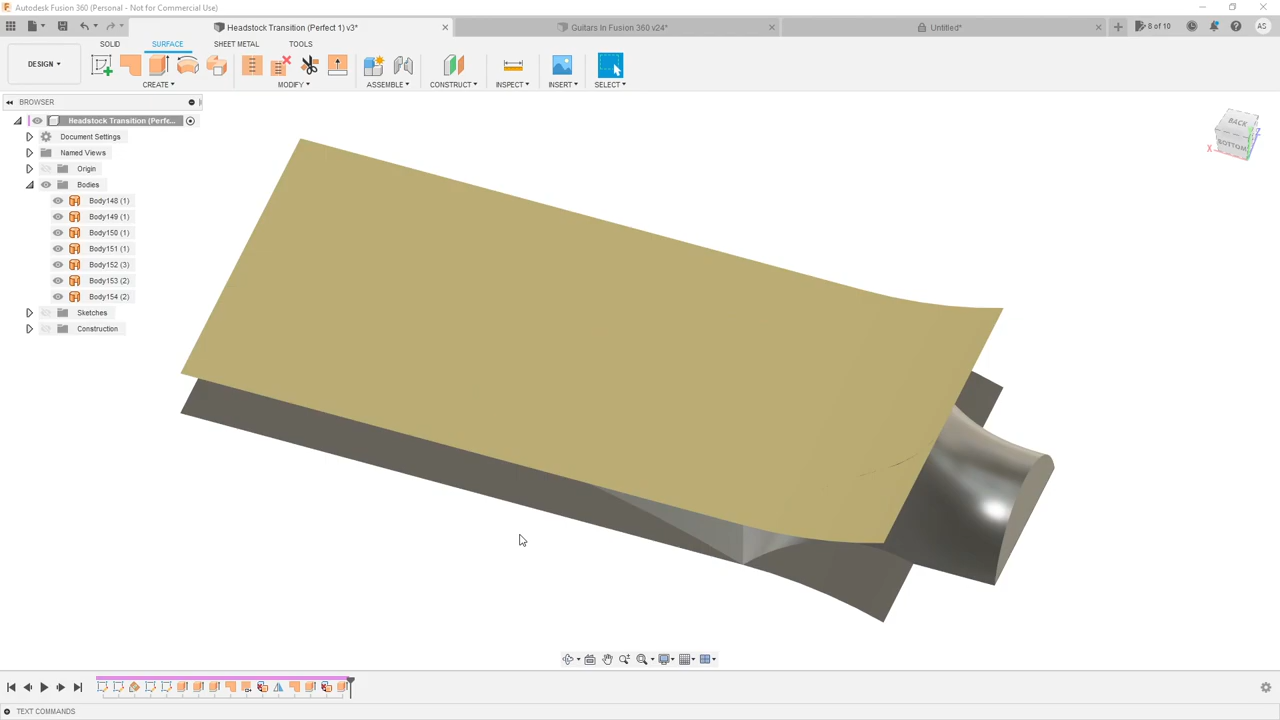 Autodesk Fusion 360 (Personal - Not for Commercial Use)
Headstock Transition (Perfect 1) v3*
Guitars in Fusion 360 v24*
Untitled*
8 of 10
AS
SOLID
SURFACE
SHEET METAL
TOOLS
DESIGN
CREATE
MODIFY
ASSEMBLE
CONSTRUCT
INSPECT
INSERT
SELECT
BROWSER
Headstock Transition (Perfe...
Document Settings
Named Views
Origin
Bodies
Body148 (1)
Body149 (1)
Body150 (1)
Body151 (1)
Body152 (3)
Body153 (2)
Body154 (2)
Sketches
Construction
BACK
BOTTOM
X
Z
TEXT COMMANDS